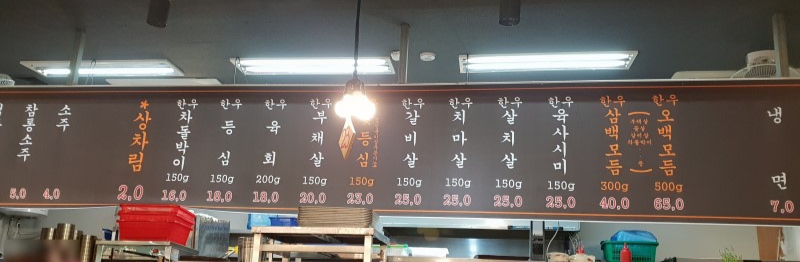 참통소주
5.0
소주
4.0
*상차림
2.0
한우
차돌박이
150g
16.0
한우
등심
150g
18.0
한우
육회
200g
18.0
한우
부채살
150g
20.0
등심
150g
25.0
한우
갈비살
150g
25.0
한우
치마살
150g
25.0
한우
살치살
150g
25.0
한우
육사시미
150g
25.0
한우
삼백모듬
300g
40.0
한우
오백모듬
500g
65.0
냉면
7.0